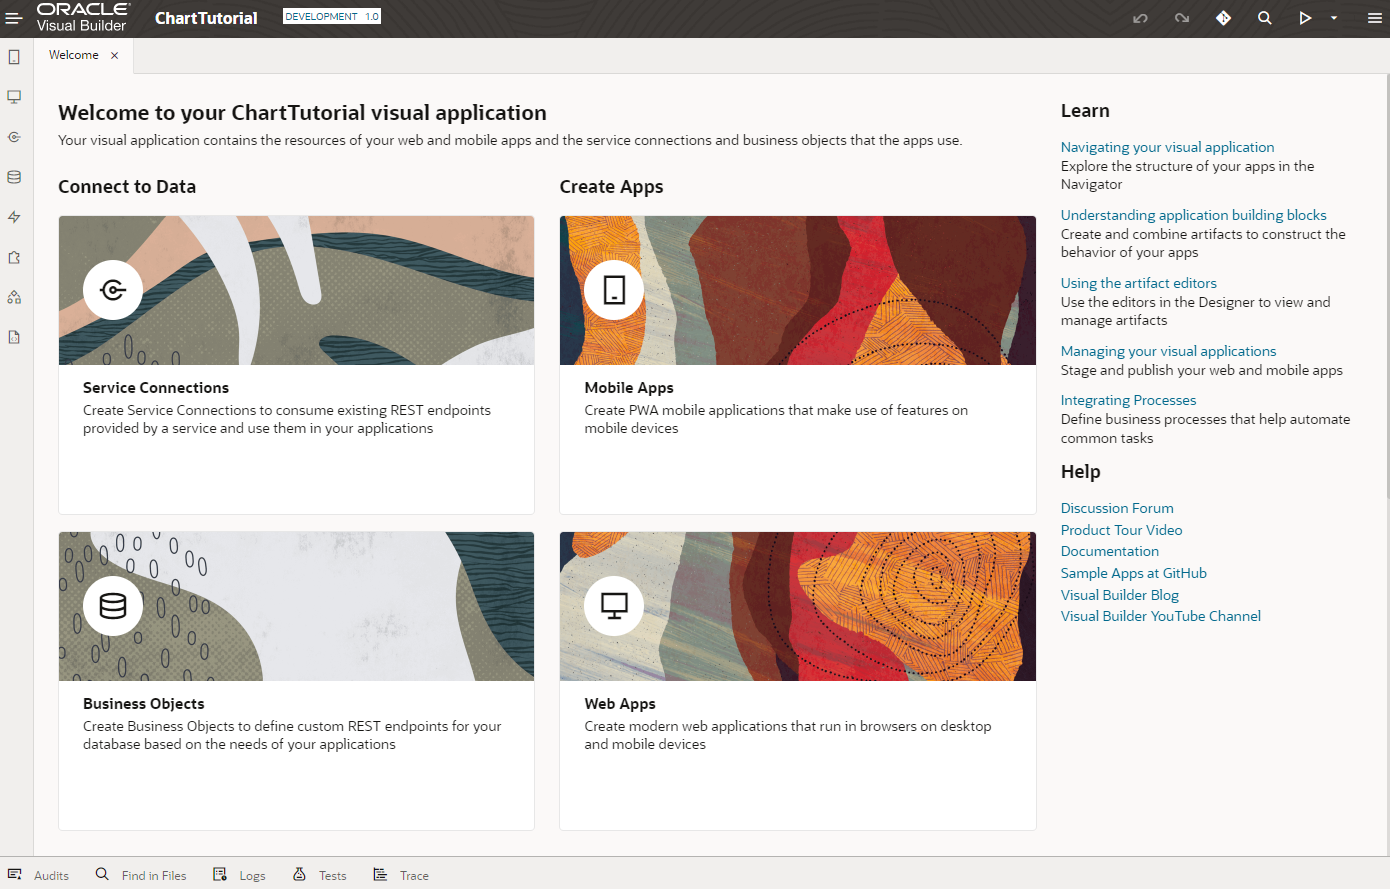 ORACLE
Visual Builder
ChartTutorial
DEVELOPMENT 1.0
Welcome
Welcome to your ChartTutorial visual application
Your visual application contains the resources of your web and mobile apps and the service connections and business objects that the apps use.
Connect to Data
Service Connections
Create Service Connections to consume existing REST endpoints
provided by a service and use them in your applications
Business Objects
Create Business Objects to define custom REST endpoints for your
database based on the needs of your applications
Create Apps
Mobile Apps
Create PWA mobile applications that make use of features on
mobile devices
Web Apps
Create modern web applications that run in browsers on desktop
and mobile devices
Learn
Navigating your visual application
Explore the structure of your apps in the
Navigator
Understanding application building blocks
Create and combine artifacts to construct the
behavior of your apps
Using the artifact editors
Use the editors in the Designer to view and
manage artifacts
Managing your visual applications
Stage and publish your web and mobile apps
Integrating Processes
Define business processes that help automate
common tasks
Help
Discussion Forum
Product Tour Video
Documentation
Sample Apps at GitHub
Visual Builder Blog
Visual Builder YouTube Channel
Audits
Find in Files
Logs
Tests
Trace